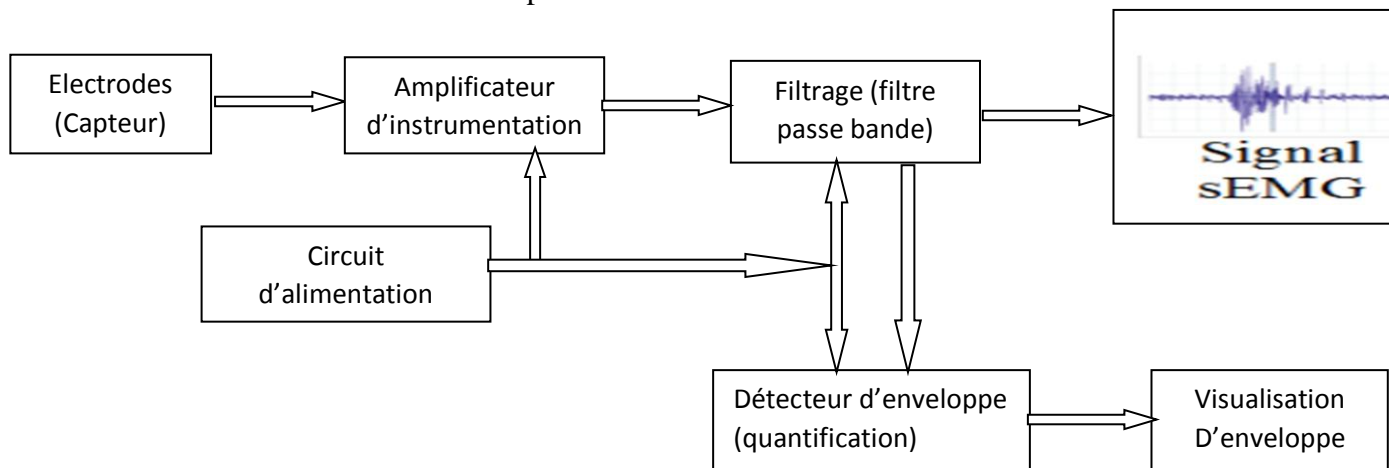 Electrodes
(Capteur)
Amplificateur
d’instrumentation
Filtrage (filtre
passe bande)
Signal
sEMG
Circuit
d’alimentation
Détecteur d’enveloppe
(quantification)
Visualisation
D’enveloppe